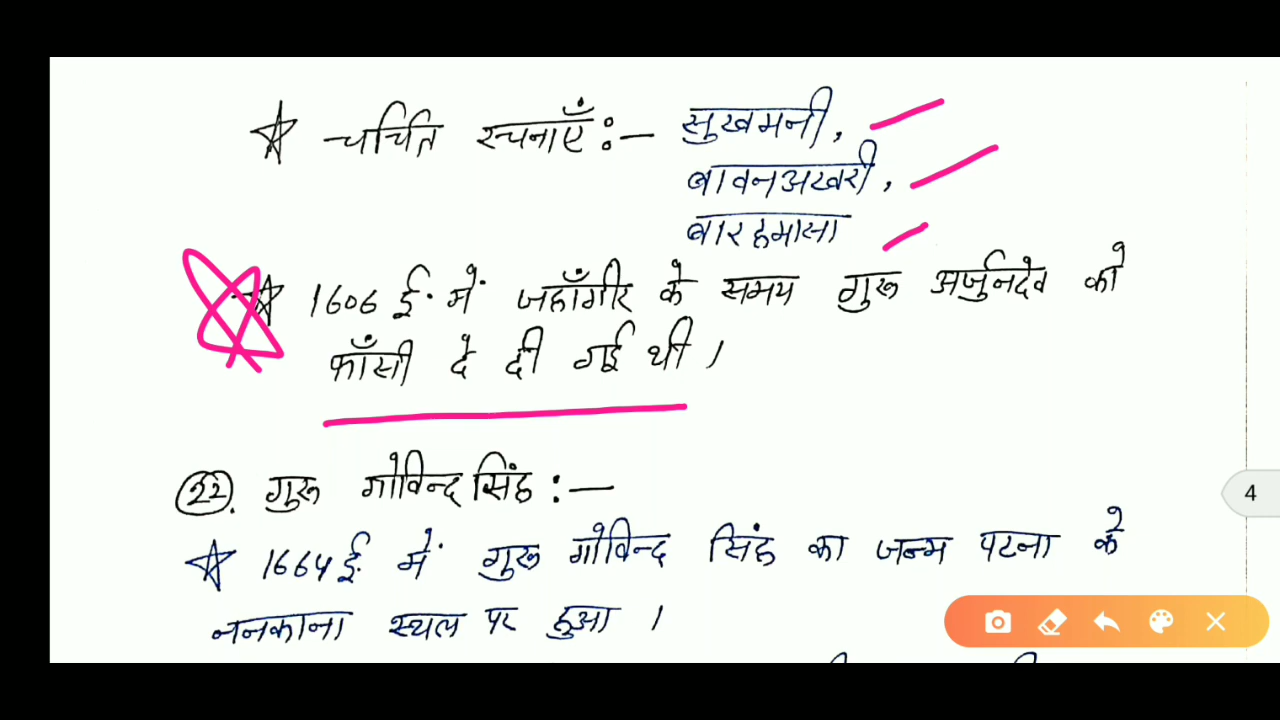 ☆ चर्चित रचनाएँ:— सुखमनी,
बावनअखरी,
बारहमासा
☆ 1606 ई. में जहाँगीर के समय गुरू अर्जुनदेव को
फाँसी दे दी गई थी।
22. गुरू गोविन्द सिंह:—
☆ 1664 ई. में गुरू गोविन्द सिंह का जन्म पटना के
ननकाना स्थल पर हुआ।
4